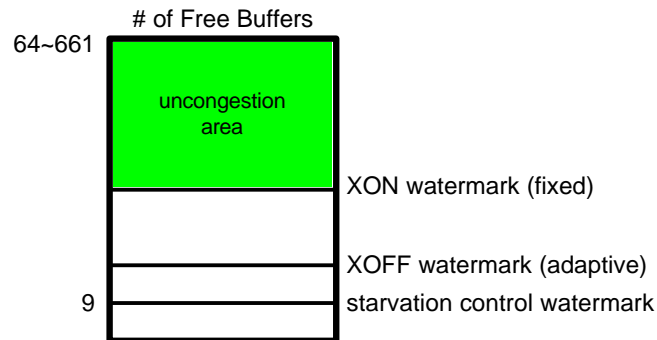 # of Free Buffers
64~661
uncongestion
area
XON watermark (fixed)
XOFF watermark (adaptive)
9
starvation control watermark